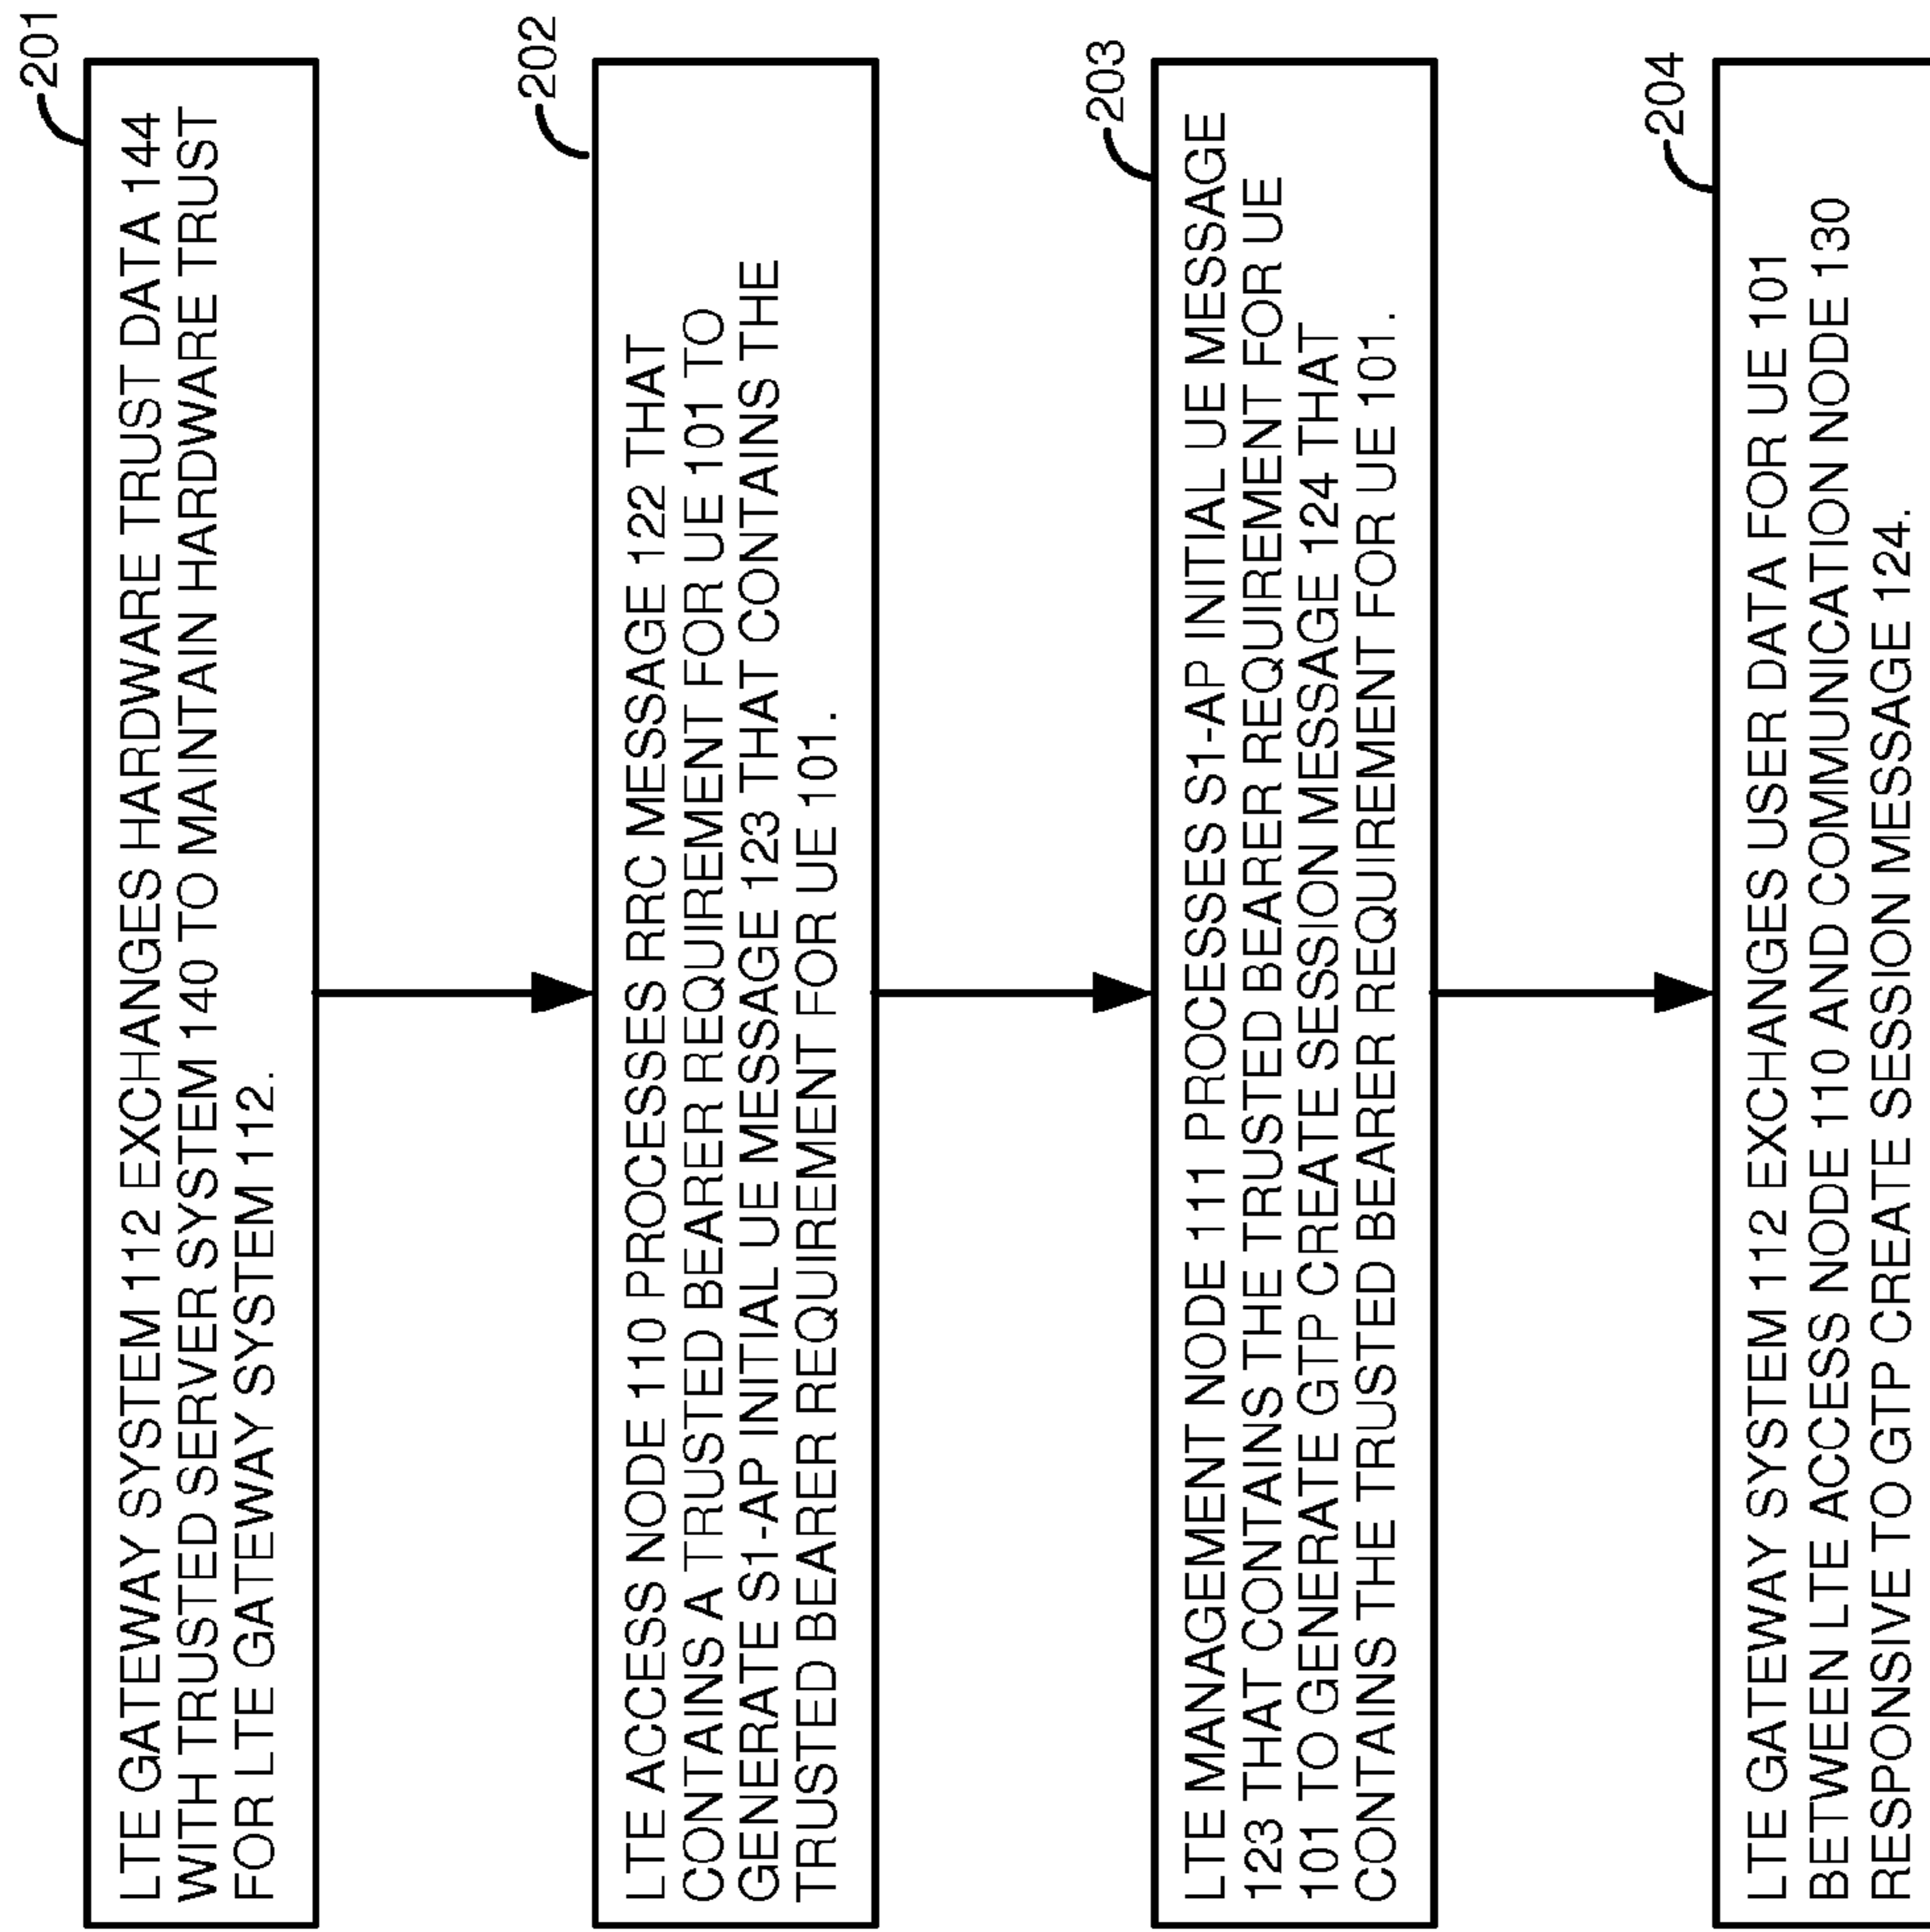 201
LTE GATEWAY SYSTEM 112 EXCHANGES HARDWARE TRUST DATA 144
WITH TRUSTED SERVER SYSTEM 140 TO MAINTAIN HARDWARE TRUST
FOR LTE GATEWAY SYSTEM 112.
202
LTE ACCESS NODE 110 PROCESSES RRC MESSAGE 122 THAT
CONTAINS A TRUSTED BEARER REQUIREMENT FOR UE 101 TO
GENERATE S1-AP INITIAL UE MESSAGE 123 THAT CONTAINS THE
TRUSTED BEARER REQUIREMENT FOR UE 101.
203
LTE MANAGEMENT NODE 111 PROCESSES S1-AP INITIAL UE MESSAGE
123 THAT CONTAINS THE TRUSTED BEARER REQUIREMENT FOR UE
101 TO GENERATE GTP CREATE SESSION MESSAGE 124 THAT
CONTAINS THE TRUSTED BEARER REQUIREMENT FOR UE 101.
204
LTE GATEWAY SYSTEM 112 EXCHANGES USER DATA FOR UE 101
BETWEEN LTE ACCESS NODE 110 AND COMMUNICATION NODE 130
RESPONSIVE TO GTP CREATE SESSION MESSAGE 124.